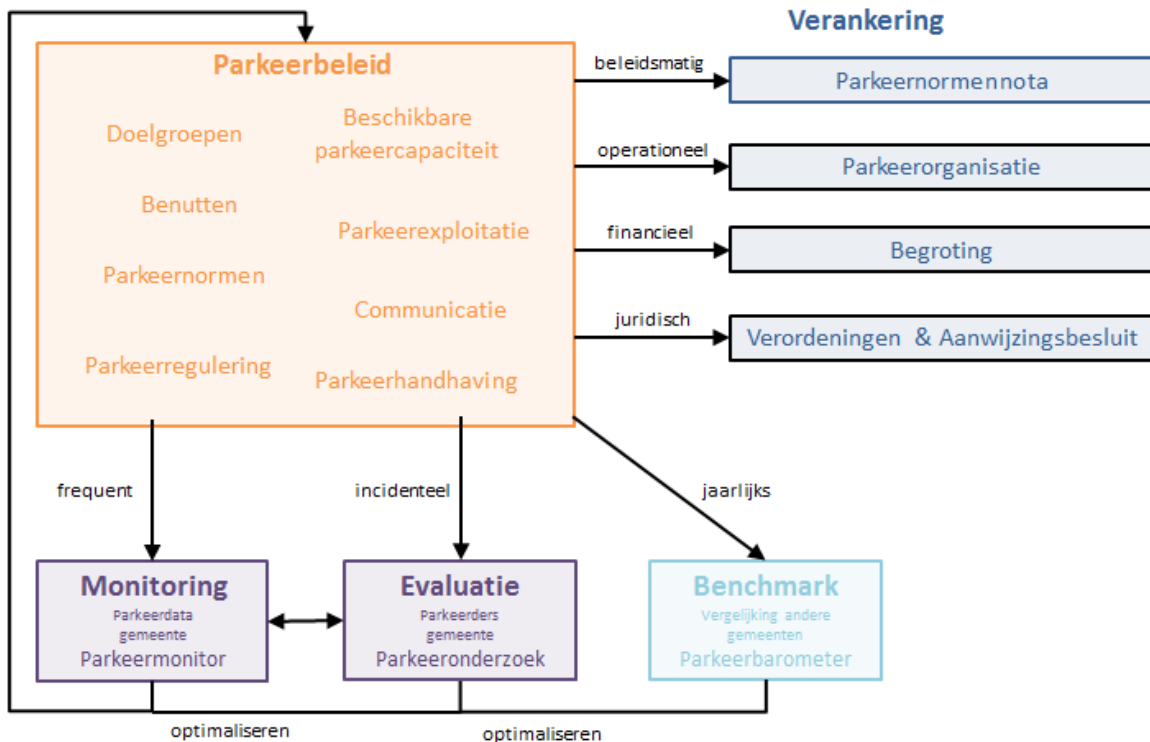 Verankering
Parkeerbeleid
Doelgroepen
Beschikbare
parkeercapaciteit
Benutten
Parkeerexploitatie
Parkeernormen
Communicatie
Parkeerregulering
Parkeerhandhaving
beleidsmatig
Parkeernormennota
operationeel
Parkeerorganisatie
financieel
Begroting
juridisch
Verordeningen & Aanwijzingsbesluit
frequent
incidenteel
jaarlijks
Monitoring
Parkeerdata
gemeente
Parkeermonitor
Evaluatie
Parkeerders
gemeente
Parkeeronderzoek
Benchmark
Vergelijking andere
gemeenten
Parkeerbarometer
optimaliseren
optimaliseren